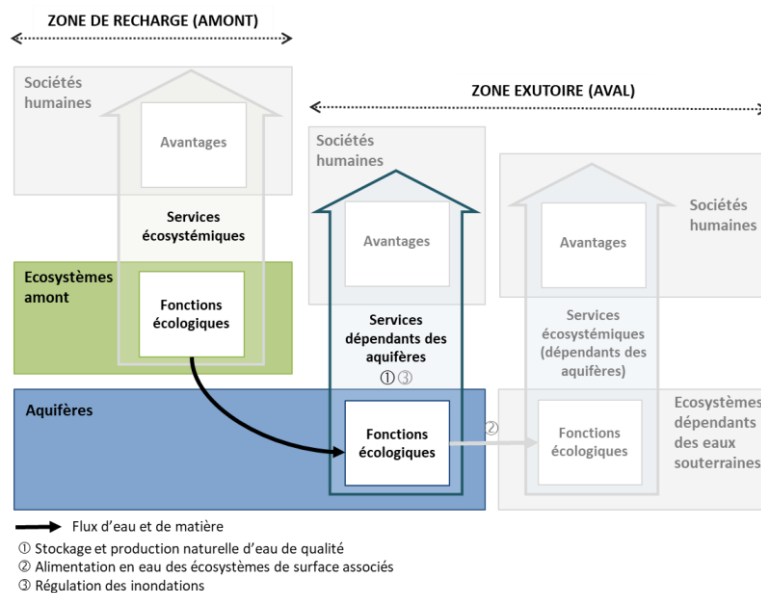 ZONE DE RECHARGE (AMONT)
Sociétés
humaines
Avantages
Services
écosystémiques
Ecosystèmes
amont
Fonctions
écologiques
ZONE EXUTOIRE (AVAL)
Sociétés
humaines
Avantages
Services
dépendants des
aquifères
① ③
Aquifères
Fonctions
écologiques
②
Sociétés
humaines
Avantages
Services
écosystémiques
(dépendants des
aquifères)
Fonctions
écologiques
Ecosystèmes
dépendants
des eaux
souterraines
Flux d'eau et de matière
① Stockage et production naturelle d'eau de qualité
② Alimentation en eau des écosystèmes de surface associés
③ Régulation des inondations